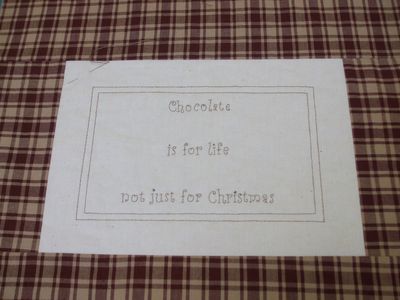 Chocolate
is for life
not just for Christmas